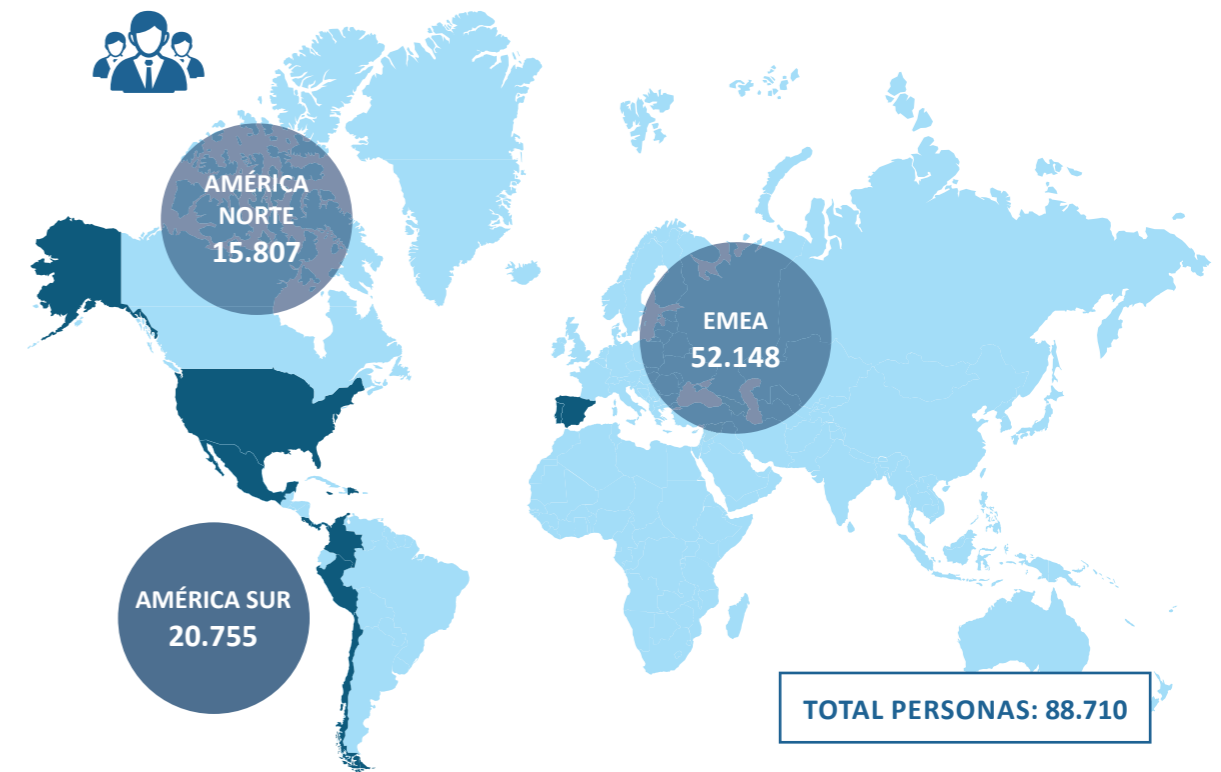 AMÉRICA
NORTE
15.807
EMEA
52.148
AMÉRICA SUR
20.755
TOTAL PERSONAS: 88.710